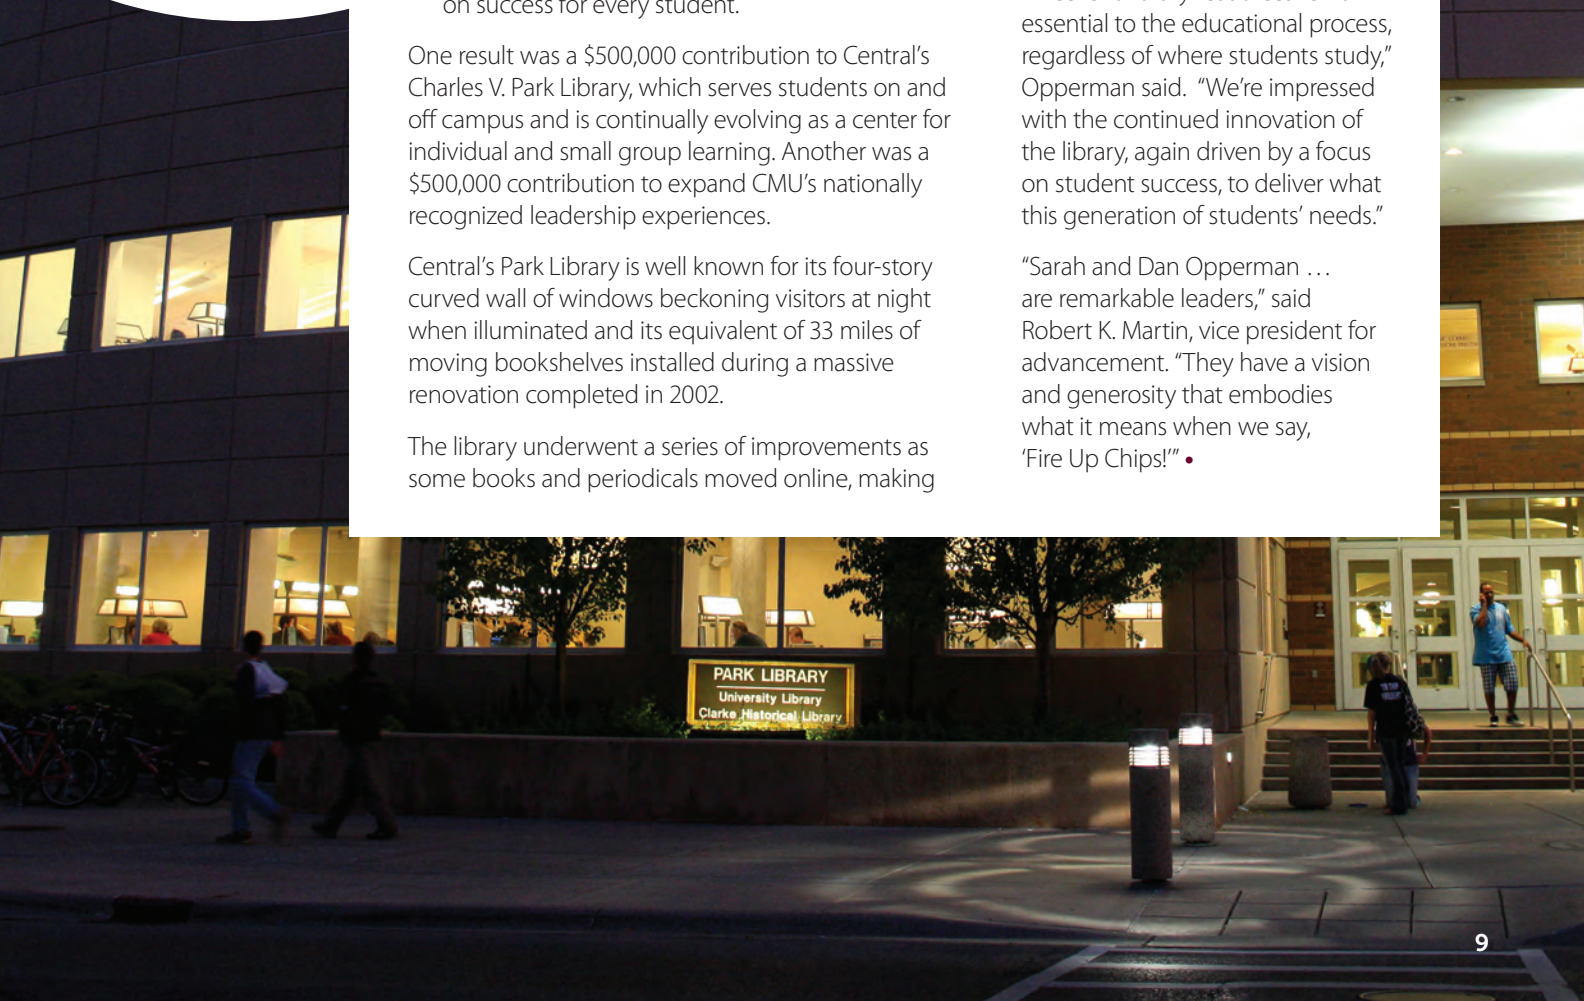 on success for every student.
One result was a $500,000 contribution to Central’s
Charles V. Park Library, which serves students on and
off campus and is continually evolving as a center for
individual and small group learning. Another was a
$500,000 contribution to expand CMU’s nationally
recognized leadership experiences.
Central’s Park Library is well known for its four-story
curved wall of windows beckoning visitors at night
when illuminated and its equivalent of 33 miles of
moving bookshelves installed during a massive
renovation completed in 2002.
The library underwent a series of improvements as
some books and periodicals moved online, making
essential to the educational process,
regardless of where students study,”
Opperman said.  “We’re impressed
with the continued innovation of
the library, again driven by a focus
on student success, to deliver what
this generation of students’ needs.”
“Sarah and Dan Opperman …
are remarkable leaders,” said
Robert K. Martin, vice president for
advancement. “They have a vision
and generosity that embodies
what it means when we say,
‘Fire Up Chips!’” •
PARK LIBRARY
University Library
Clarke Historical Library
9